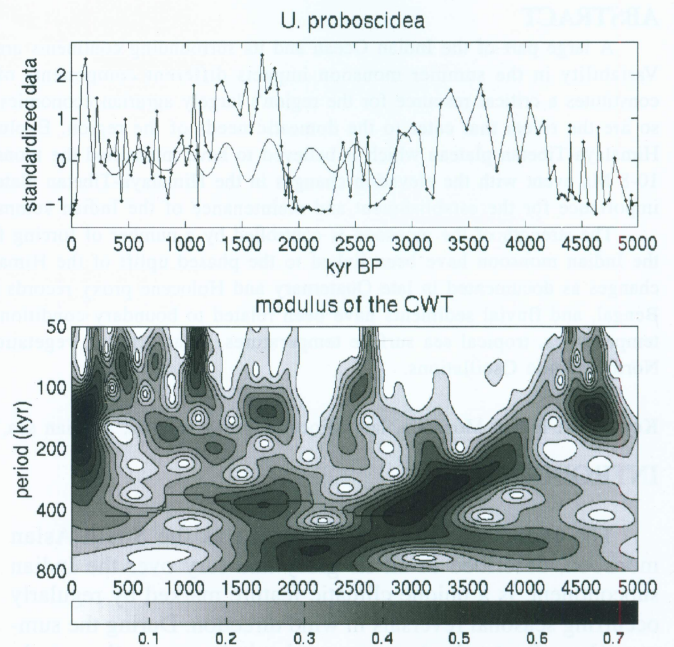 U. proboscidea
standardized data
2
1
0
−1
0 500 1000 1500 2000 2500 3000 3500 4000 4500 5000
kyr BP
modulus of the CWT
period (kyr)
50
100
200
400
800
0 500 1000 1500 2000 2500 3000 3500 4000 4500 5000
0.1 0.2 0.3 0.4 0.5 0.6 0.7